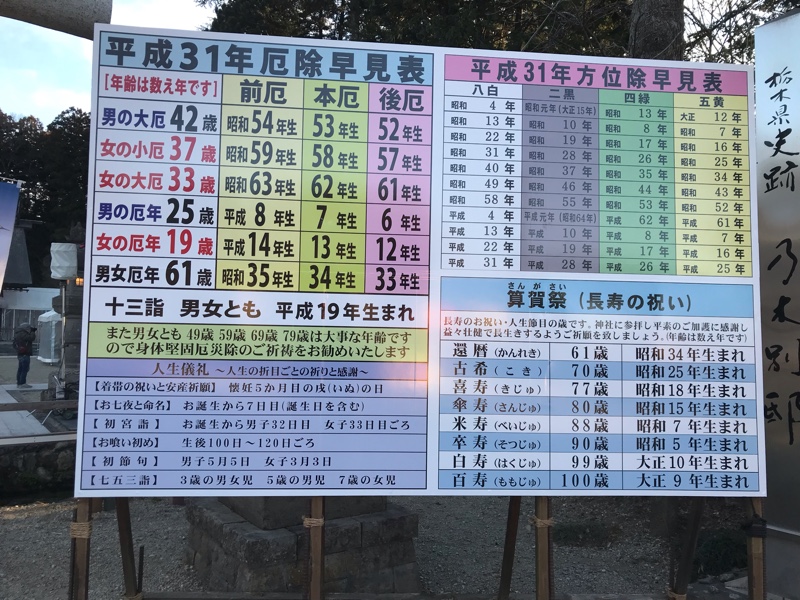 平成31年厄除早見表
[年齢は数え年です] 前厄 本厄 後厄
男の大厄 42歳 昭和54年生 53年生 52年生
女の小厄 37歳 昭和59年生 58年生 57年生
女の大厄 33歳 昭和63年生 62年生 61年生
男の厄年 25歳 平成 8年生 7年生 6年生
女の厄年 19歳 平成14年生 13年生 12年生
男女厄年 61歳 昭和35年生 34年生 33年生
十三詣 男女とも 平成19年生まれ
また男女とも 49歳 59歳 69歳 79歳は大事な年齢です
ので身体堅固厄災除のご祈祷をお勧めいたします
人生儀礼 ～人生の折目ごとの祈りと感謝～
【着帯の祝いと安産祈願】 懐妊5か月目の戌(いぬ)の日
【お七夜と命名】 お誕生から7日目(誕生日を含む)
【初宮詣】 お誕生から男子32日目 女子33日目ごろ
【お喰い初め】 生後100日～120日ごろ
【初節句】 男子5月5日 女子3月3日
【七五三詣】 3歳の男女児 5歳の男児 7歳の女児
平成31年方位除早見表
八白 二黒 四緑 五黄
昭和 4年 昭和元年(大正15年) 昭和 13年 大正 12年
昭和 13年 昭和 10年 昭和 8年 昭和 7年
昭和 22年 昭和 19年 昭和 17年 昭和 16年
昭和 31年 昭和 28年 昭和 26年 昭和 25年
昭和 40年 昭和 37年 昭和 35年 昭和 34年
昭和 49年 昭和 46年 昭和 44年 昭和 43年
昭和 58年 昭和 55年 昭和 53年 昭和 52年
平成 4年 平成元年(昭和64年) 昭和 62年 昭和 61年
平成 13年 平成 10年 平成 8年 平成 7年
平成 22年 平成 19年 平成 17年 平成 16年
平成 31年 平成 28年 平成 26年 平成 25年
さんがさい
算賀祭(長寿の祝い)
長寿のお祝い・人生節目の歳です。神社に参拝し平素のご加護に感謝し
益々壮健で長生きするようご祈願を致しましょう。(年齢は数え年です)
還暦(かんれき) 61歳 昭和34年生まれ
古希(こき) 70歳 昭和25年生まれ
喜寿(きじゅ) 77歳 昭和18年生まれ
傘寿(さんじゅ) 80歳 昭和15年生まれ
米寿(べいじゅ) 88歳 昭和 7年生まれ
卒寿(そつじゅ) 90歳 昭和 5年生まれ
白寿(はくじゅ) 99歳 大正10年生まれ
百寿(ももじゅ) 100歳 大正 9年生まれ
栃木県史跡 乃木別邸